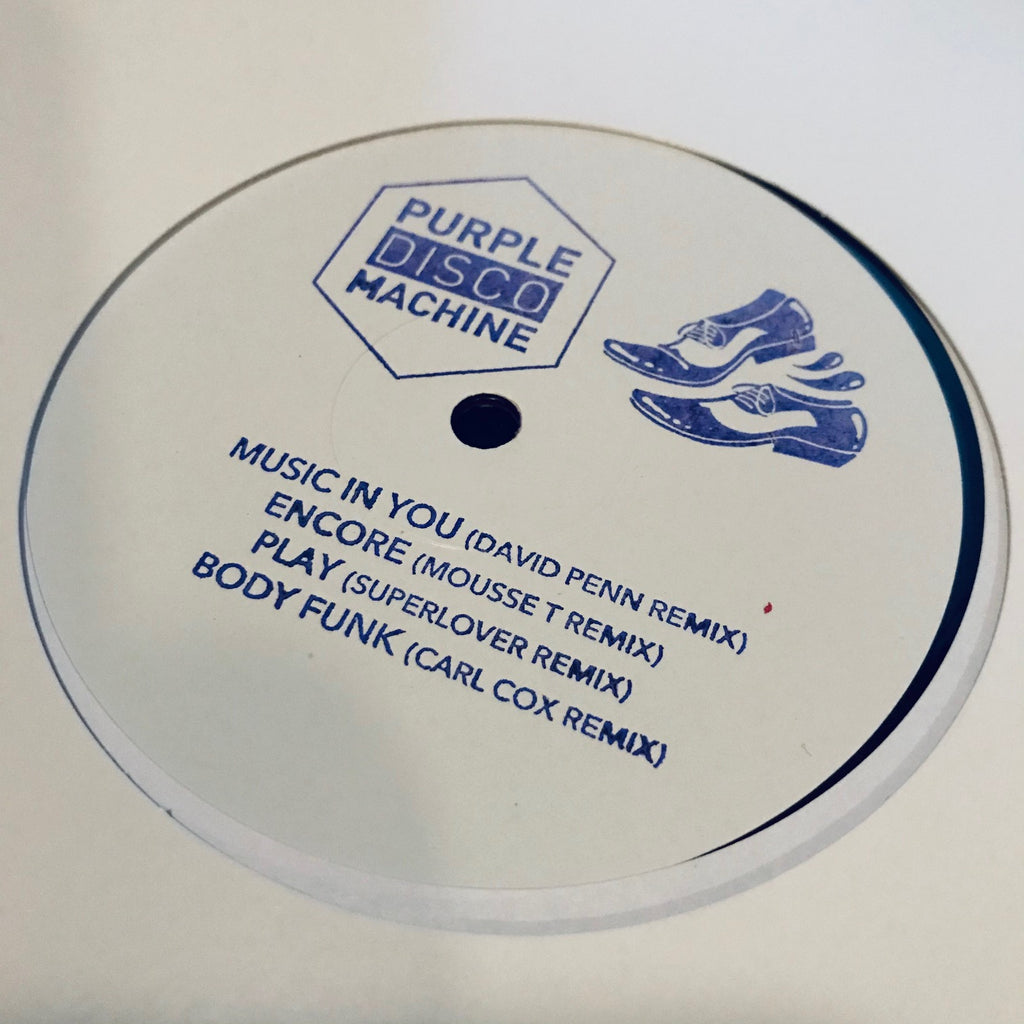 PURPLE
DISCO
MACHINE
MUSIC IN YOU (DAVID PENN REMIX)
ENCORE (MOUSSE T REMIX)
PLAY (SUPERLOVER REMIX)
BODY FUNK (CARL COX REMIX)